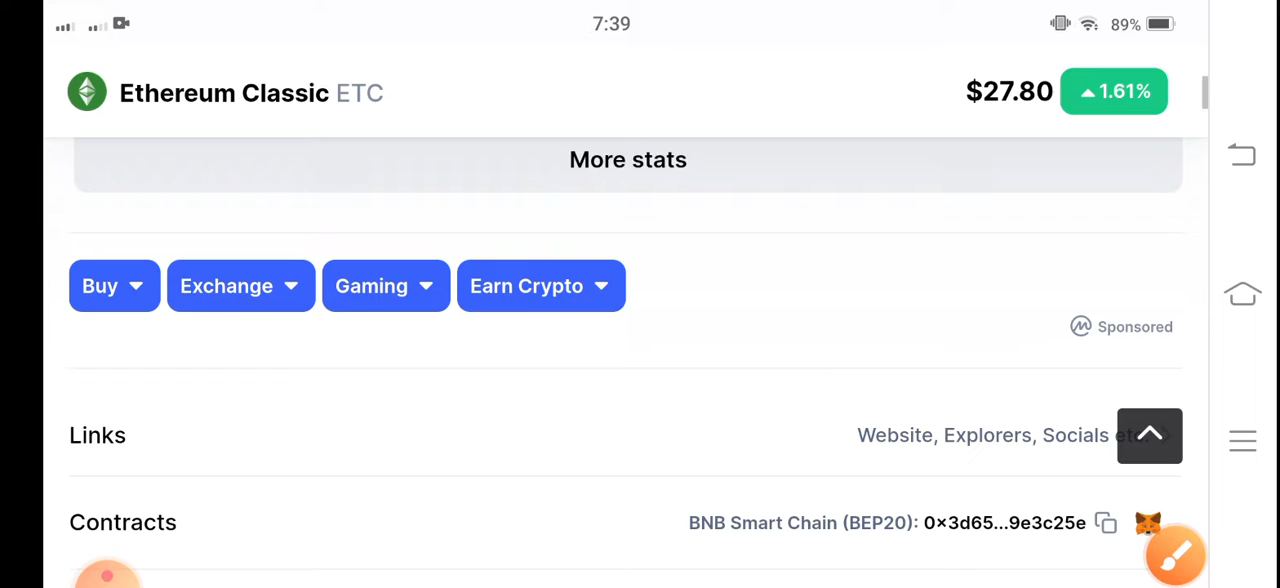 7:39
89%
Ethereum Classic ETC
$27.80 1.61%
More stats
Buy Exchange Gaming Earn Crypto
Sponsored
Links Website, Explorers, Socials etc.
Contracts BNB Smart Chain (BEP20): 0x3d65...9e3c25e